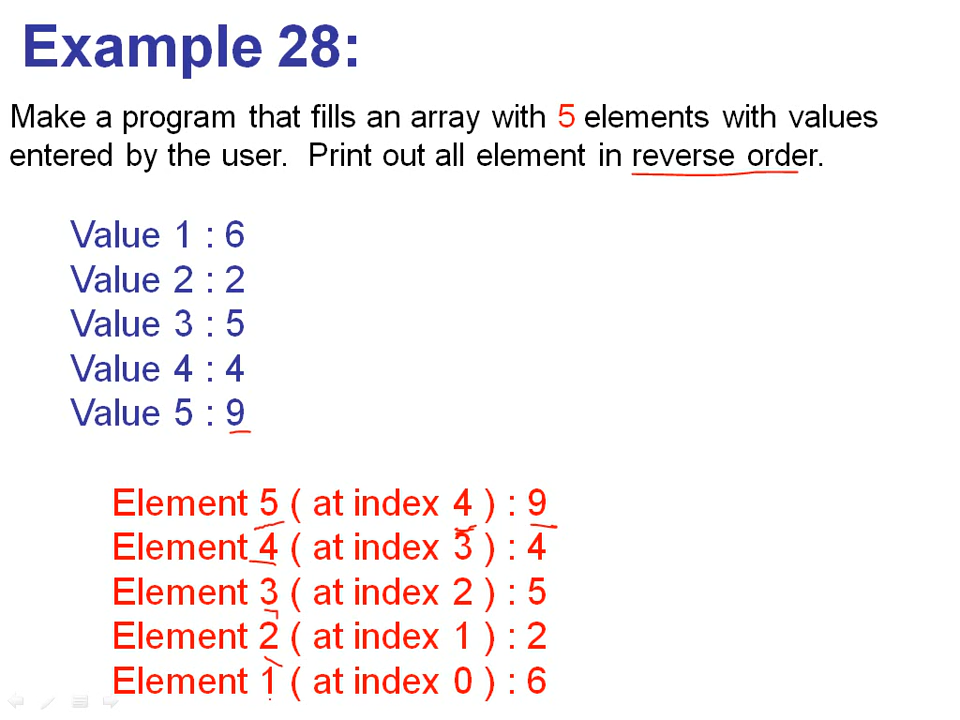 Example 28:
Make a program that fills an array with 5 elements with values
entered by the user. Print out all element in reverse order.
Value 1 : 6
Value 2 : 2
Value 3 : 5
Value 4 : 4
Value 5 : 9
Element 5 ( at index 4 ) : 9
Element 4 ( at index 3 ) : 4
Element 3 ( at index 2 ) : 5
Element 2 ( at index 1 ) : 2
Element 1 ( at index 0 ) : 6